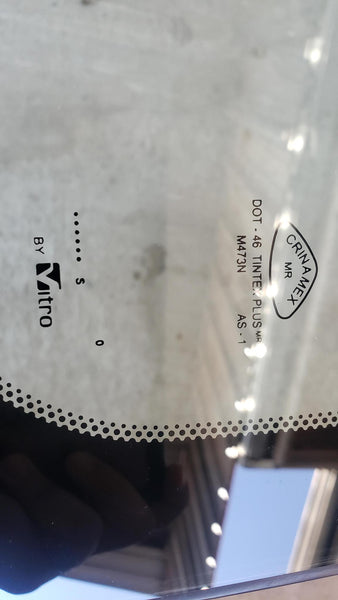 CRINAMEX
MR
DOT - 46 TINTEX PLUS MR
M473N AS - 1
...... S
0
BY Vitro